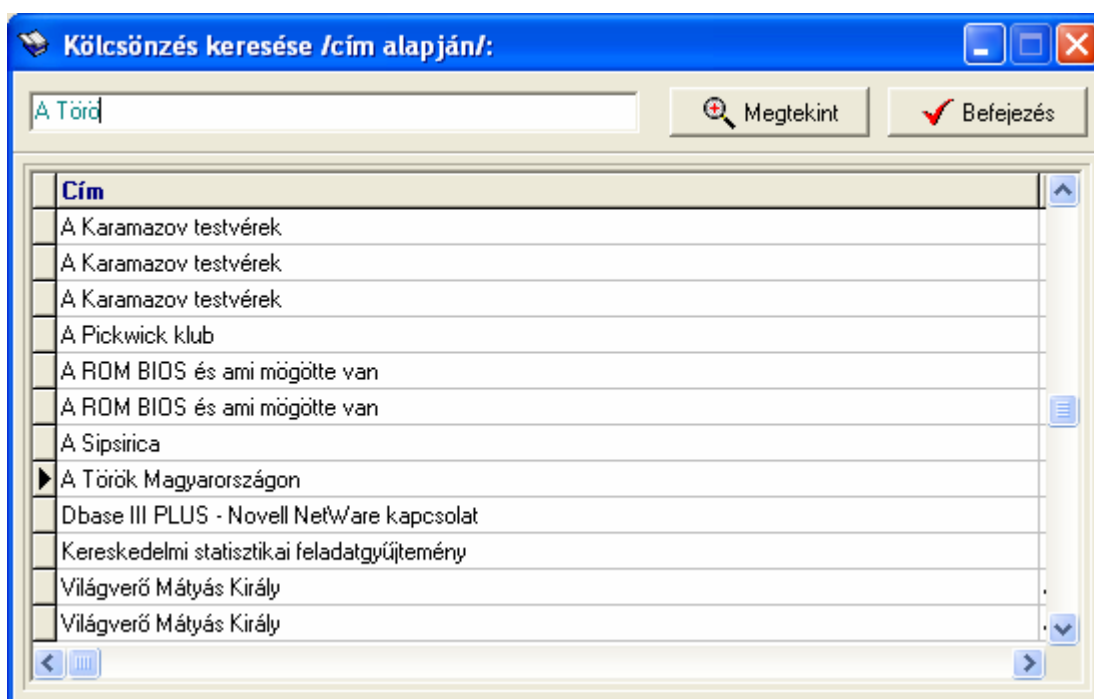 Kölcsönzés keresése /cím alapján/:
A Törö
Megtekint
Befejezés
Cím
A Karamazov testvérek
A Karamazov testvérek
A Karamazov testvérek
A Pickwick klub
A ROM BIOS és ami mögötte van
A ROM BIOS és ami mögötte van
A Sipsirica
A Török Magyarországon
Dbase III PLUS - Novell NetWare kapcsolat
Kereskedelmi statisztikai feladatgyűjtemény
Világverő Mátyás Király
Világverő Mátyás Király